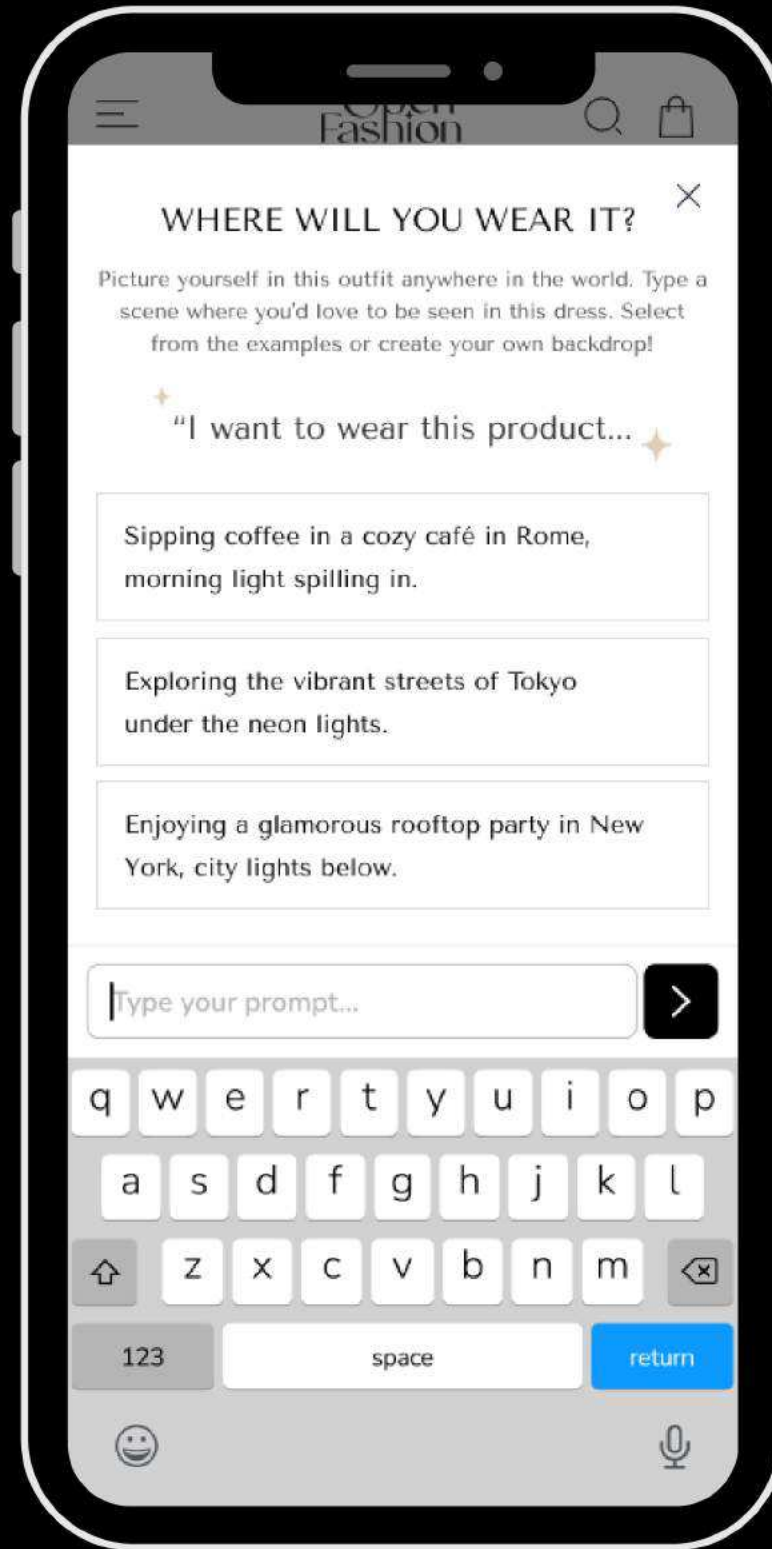 Open
Fashion
WHERE WILL YOU WEAR IT?
Picture yourself in this outfit anywhere in the world. Type a
scene where you'd love to be seen in this dress. Select
from the examples or create your own backdrop!
"I want to wear this product...
Sipping coffee in a cozy café in Rome,
morning light spilling in.
Exploring the vibrant streets of Tokyo
under the neon lights.
Enjoying a glamorous rooftop party in New
York, city lights below.
Type your prompt...
q w e r t y u i o p
a s d f g h j k l
z x c v b n m
123 space return